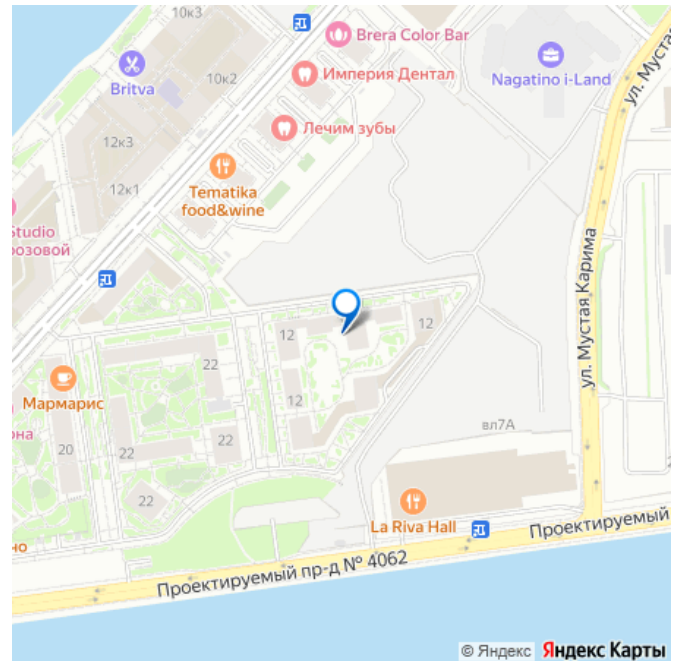 10к3
Brera Color Bar
Britva
10к2
Империя Дентал
Nagatino i-Land
ул. Муста
12к3
Лечим зубы
12к1
Tematika
food&wine
Studio
розовой
ул. Мустая Карима
12
12
22
12
Мармарис
на
20
22
22
22
вл7А
La Riva Hall
но
Проектируемый
Проектируемый пр-д № 4062
© Яндекс Яндекс Карты